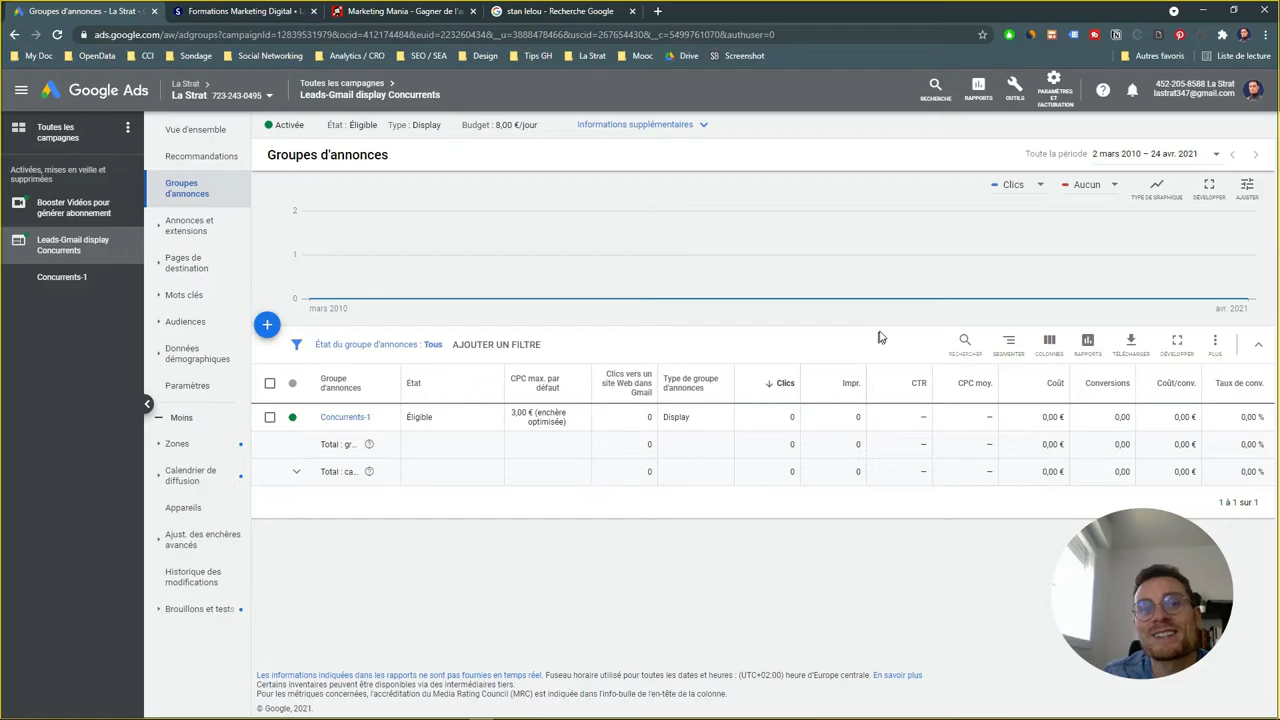 Groupes d'annonces - La Strat - C
Formations Marketing Digital • L
Marketing Mania - Gagner de l'a
stan lelou - Recherche Google
ads.google.com/aw/adgroups?campaignId=12839531979&ocid=412174484&euid=223260434&__u=3888478466&uscid=267654430&__c=5499761070&authuser=0
My Doc
OpenData
CCI
Sondage
Social Networking
Analytics / CRO
SEO / SEA
Design
Tips GH
La Strat
Mooc
Drive
Screenshot
Autres favoris
Liste de lecture
Google Ads
La Strat
La Strat 723-243-0495
Toutes les campagnes
Leads-Gmail display Concurrents
RECHERCHE
RAPPORTS
OUTILS
PARAMÈTRES
ET
FACTURATION
452-205-8588 La Strat
lastrat347@gmail.com
Toutes les
campagnes
Activées, mises en veille et
supprimées
Booster Vidéos pour
générer abonnement
Leads-Gmail display
Concurrents
Concurrents-1
Vue d'ensemble
Recommandations
Groupes
d'annonces
Annonces et
extensions
Pages de
destination
Mots clés
Audiences
Données
démographiques
Paramètres
Moins
Zones
Calendrier de
diffusion
Appareils
Ajust. des enchères
avancés
Historique des
modifications
Brouillons et tests
Activée
État : Éligible
Type : Display
Budget : 8,00 €/jour
Informations supplémentaires
Groupes d'annonces
Toute la période
2 mars 2010 – 24 avr. 2021
Clics
Aucun
TYPE DE GRAPHIQUE
DÉVELOPPER
AJUSTER
2
1
0
mars 2010
avr. 2021
État du groupe d'annonces : Tous
AJOUTER UN FILTRE
RECHERCHER
SEGMENTER
COLONNES
RAPPORTS
TÉLÉCHARGER
DÉVELOPPER
PLUS
Groupe
d'annonces
État
CPC max. par
défaut
Clics vers un
site Web dans
Gmail
Type de groupe
d'annonces
Clics
Impr.
CTR
CPC moy.
Coût
Conversions
Coût/conv.
Taux de conv.
Concurrents-1
Éligible
3,00 € (enchère
optimisée)
0
Display
0
0
–
–
0,00 €
0,00
0,00 €
0,00 %
Total : gr...
0
0
0
–
–
0,00 €
0,00
0,00 €
0,00 %
Total : ca...
0
0
0
–
–
0,00 €
0,00
0,00 €
0,00 %
1 à 1 sur 1
Les informations indiquées dans les rapports ne sont pas fournies en temps réel. Fuseau horaire utilisé pour toutes les dates et heures : (UTC+02:00) heure d'Europe centrale. En savoir plus
Certains inventaires peuvent être disponibles via des intermédiaires tiers.
Pour les métriques concernées, l'accréditation du Media Rating Council (MRC) est indiquée dans l'info-bulle de l'en-tête de la colonne.
© Google, 2021.